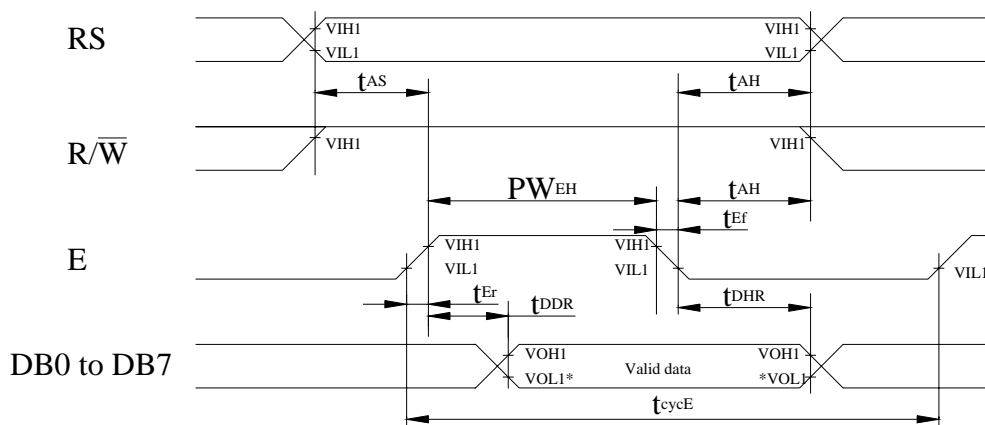 RS
VIH1
VIL1
VIH1
VIL1
tAS
tAH
R/W̅
VIH1
VIH1
PWEH
tAH
tEf
E
VIH1
VIL1
VIH1
VIL1
VIL1
tEr
tDDR
tDHR
DB0 to DB7
VOH1
VOL1*
Valid data
VOH1
*VOL1
tcycE